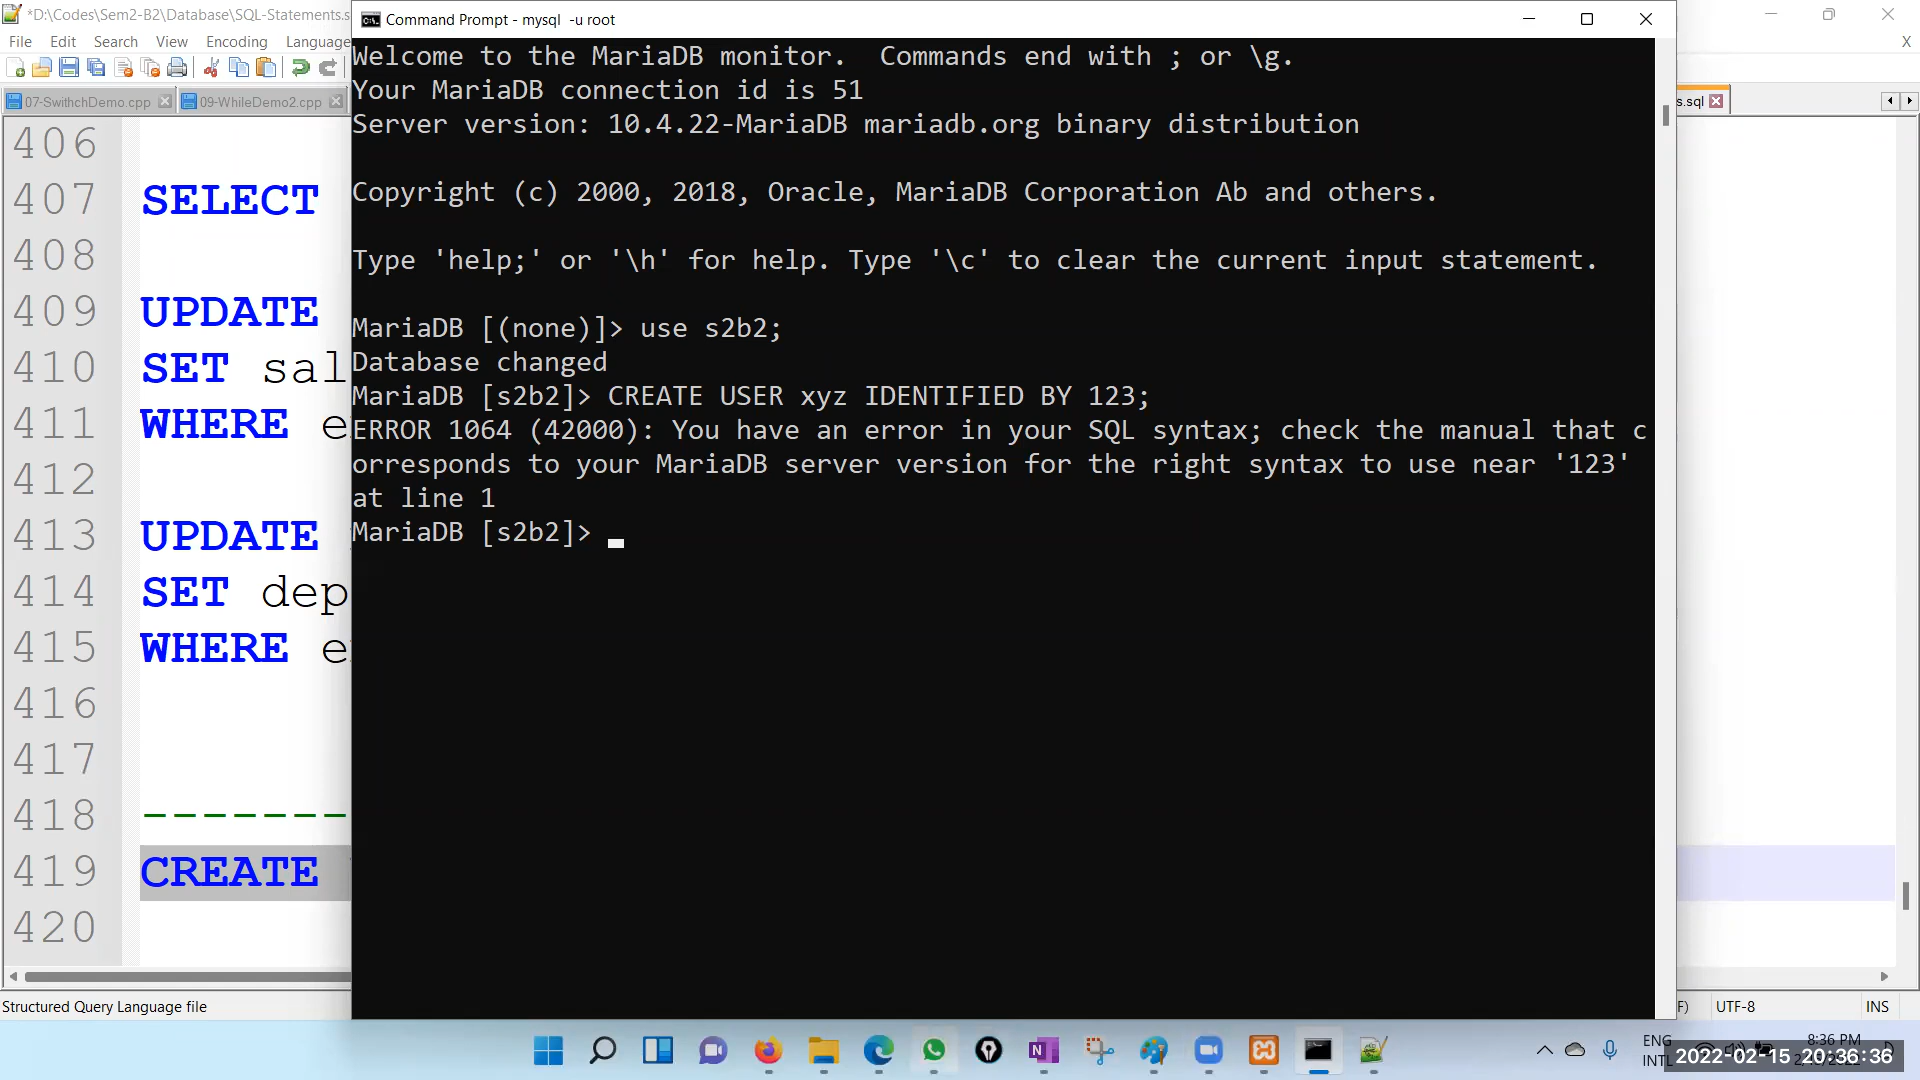 *D:\Codes\Sem2-B2\Database\SQL-Statements.s
File Edit Search View Encoding Language
07-SwithchDemo.cpp 09-WhileDemo2.cpp
s.sql
X
406
407 SELECT
408
409 UPDATE
410 SET sal
411 WHERE e
412
413 UPDATE
414 SET dep
415 WHERE e
416
417
418 -------
419 CREATE
420
Command Prompt - mysql -u root
Welcome to the MariaDB monitor. Commands end with ; or \g.
Your MariaDB connection id is 51
Server version: 10.4.22-MariaDB mariadb.org binary distribution
Copyright (c) 2000, 2018, Oracle, MariaDB Corporation Ab and others.
Type 'help;' or '\h' for help. Type '\c' to clear the current input statement.
MariaDB [(none)]> use s2b2;
Database changed
MariaDB [s2b2]> CREATE USER xyz IDENTIFIED BY 123;
ERROR 1064 (42000): You have an error in your SQL syntax; check the manual that c
orresponds to your MariaDB server version for the right syntax to use near '123'
at line 1
MariaDB [s2b2]>
Structured Query Language file
F) UTF-8 INS
ENG
INTL
8:36 PM
2022-02-15 20:36:36